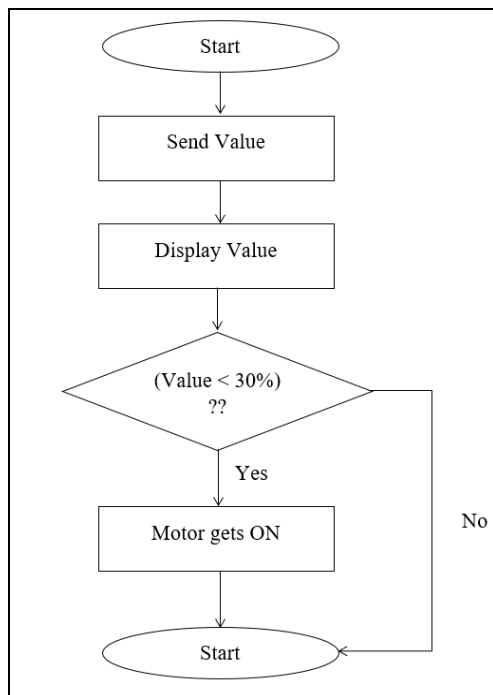 Start
Send Value
Display Value
(Value < 30%)
??
Yes
No
Motor gets ON
Start